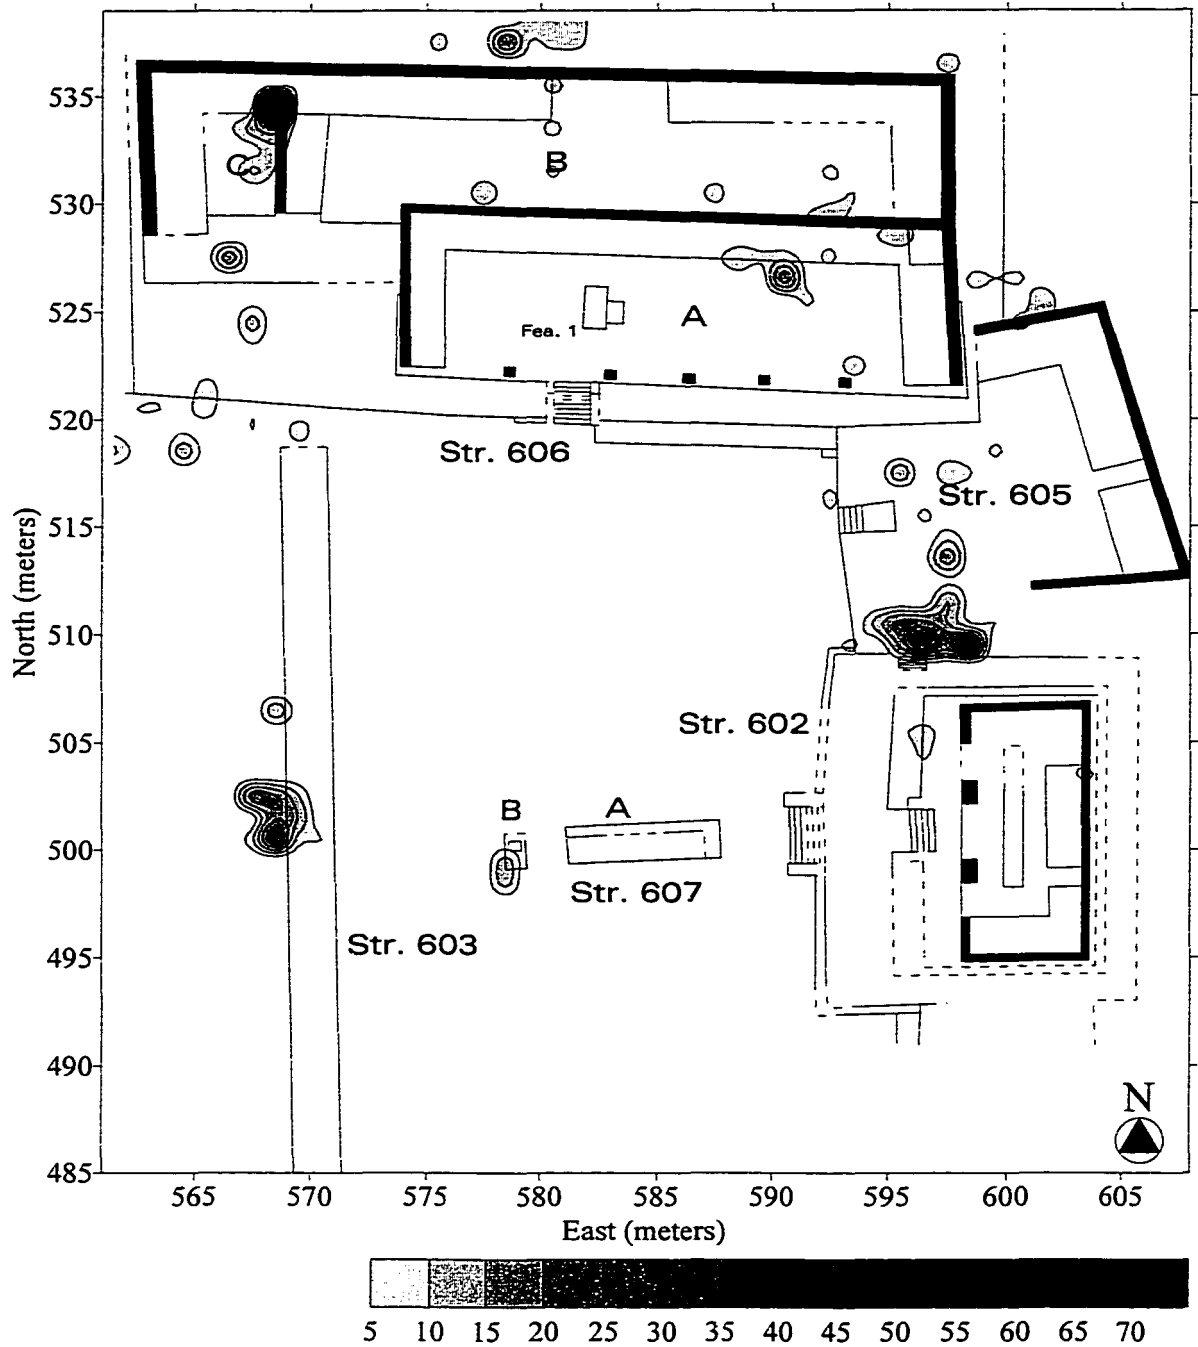 535
B
C
530
A
525
Fea. 1
520
Str. 606
Str. 605
515
North (meters)
510
Str. 602
505
B
A
500
Str. 607
Str. 603
495
490
N
485
565 570 575 580 585 590 595 600 605
East (meters)
5 10 15 20 25 30 35 40 45 50 55 60 65 70